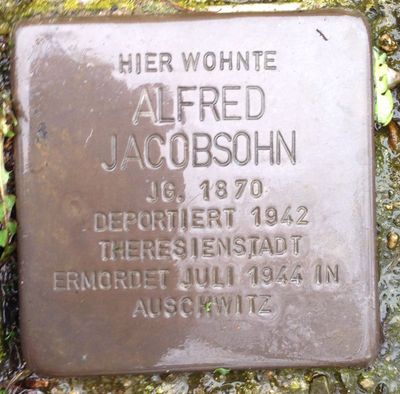 HIER WOHNTE
ALFRED
JACOBSOHN
JG. 1870
DEPORTIERT 1942
THERESIENSTADT
ERMORDET JULI 1944 IN
AUSCHWITZ